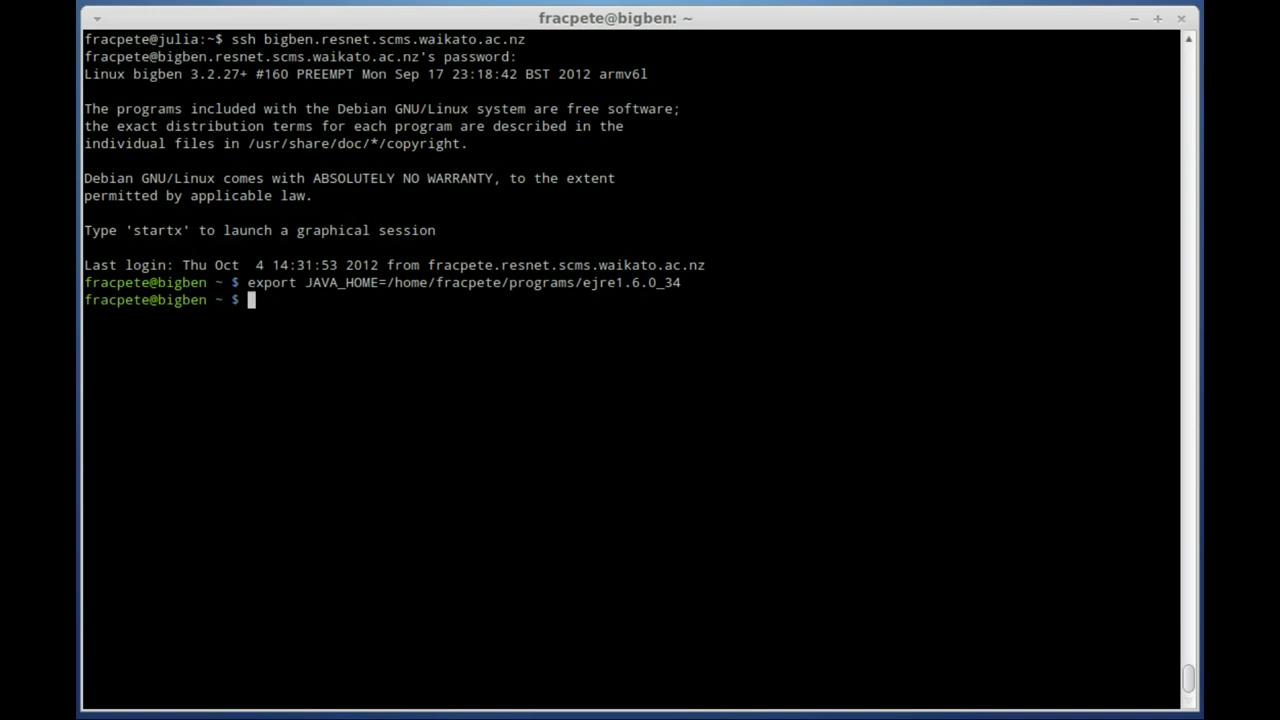 fracpete@bigben: ~
fracpete@julia:~$ ssh bigben.resnet.scms.waikato.ac.nz
fracpete@bigben.resnet.scms.waikato.ac.nz's password:
Linux bigben 3.2.27+ #160 PREEMPT Mon Sep 17 23:18:42 BST 2012 armv6l
The programs included with the Debian GNU/Linux system are free software;
the exact distribution terms for each program are described in the
individual files in /usr/share/doc/*/copyright.
Debian GNU/Linux comes with ABSOLUTELY NO WARRANTY, to the extent
permitted by applicable law.
Type 'startx' to launch a graphical session
Last login: Thu Oct  4 14:31:53 2012 from fracpete.resnet.scms.waikato.ac.nz
fracpete@bigben ~ $ export JAVA_HOME=/home/fracpete/programs/ejre1.6.0_34
fracpete@bigben ~ $